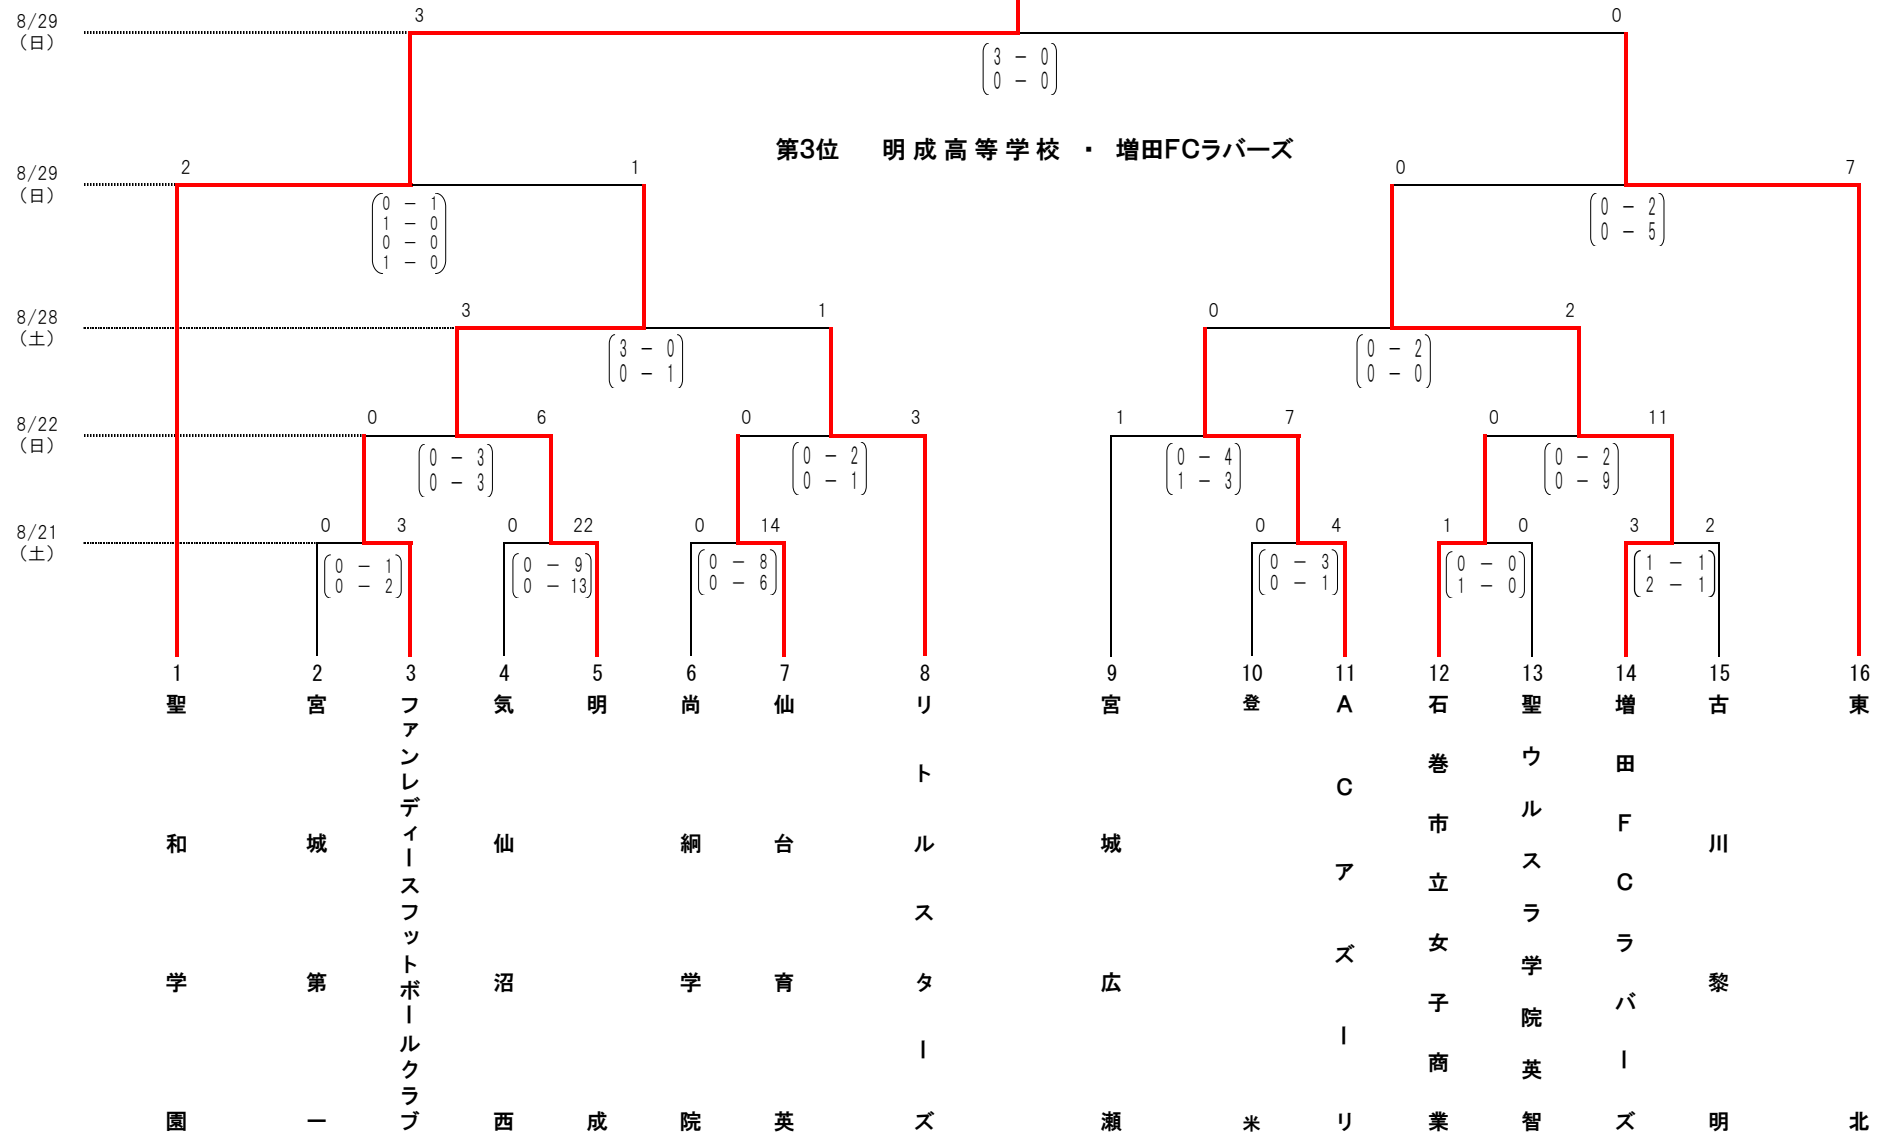 8/29
（日）
3
0
3 － 0
0 － 0
第3位　明成高等学校 ・ 増田FCラバーズ
8/29
（日）
2
1
0
7
0 － 1
1 － 0
0 － 0
1 － 0
0 － 2
0 － 5
8/28
（土）
3
1
0
2
3 － 0
0 － 1
0 － 2
0 － 0
8/22
（日）
0
6
0
3
1
7
0
11
0 － 3
0 － 3
0 － 2
0 － 1
0 － 4
1 － 3
0 － 2
0 － 9
8/21
（土）
0
3
0
22
0
14
0
4
1
0
3
2
0 － 1
0 － 2
0 － 9
0 － 13
0 － 8
0 － 6
0 － 3
0 － 1
0 － 0
1 － 0
1 － 1
2 － 1
1
聖和学園
2
宮城第一
3
ファンレディースフットボールクラブ
4
気仙沼西
5
明成
6
尚絅学院
7
仙台育英
8
リトルスターズ
9
宮城広瀬
10
登米
11
ACアズーリ
12
石巻市立女子商業
13
聖ウルスラ学院英智
14
増田FCラバーズ
15
古川黎明
16
東北